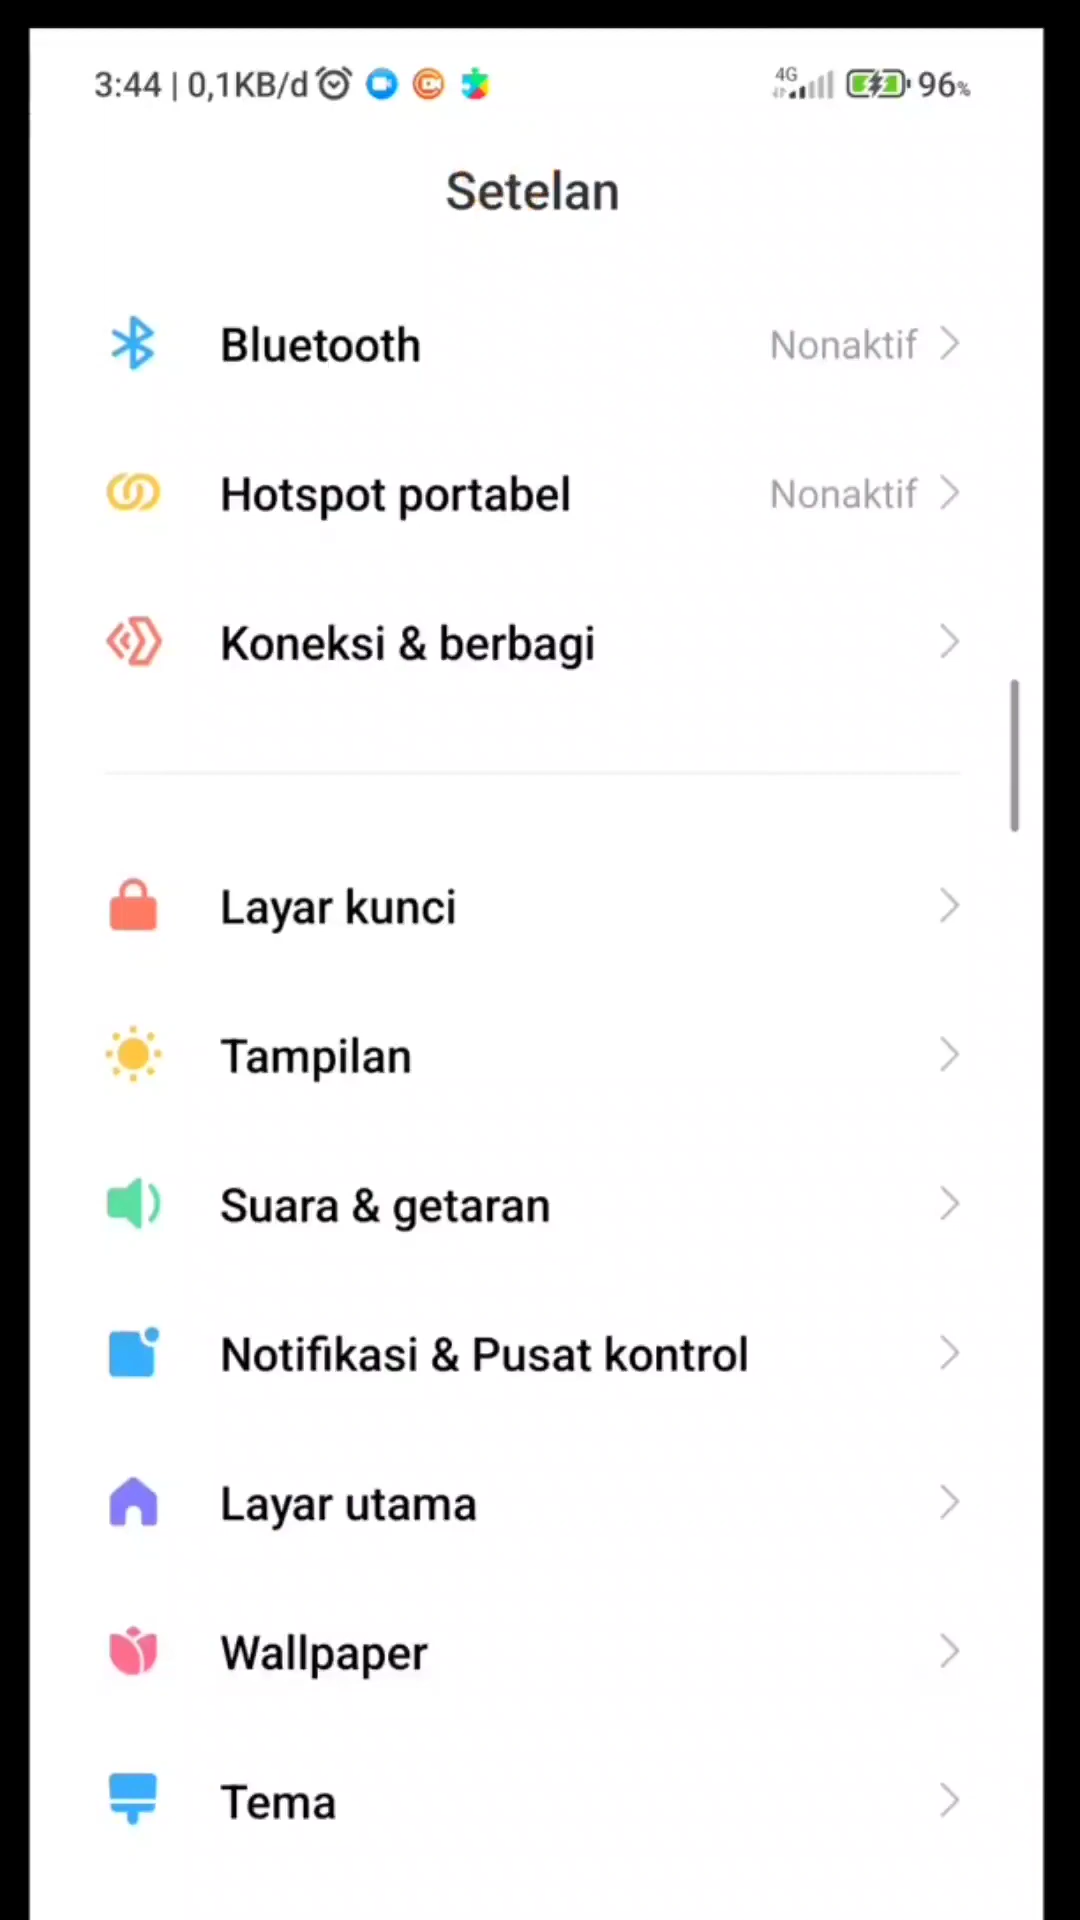 3:44 | 0,1KB/d 4G 96%
Setelan
Bluetooth Nonaktif
Hotspot portabel Nonaktif
Koneksi & berbagi
Layar kunci
Tampilan
Suara & getaran
Notifikasi & Pusat kontrol
Layar utama
Wallpaper
Tema